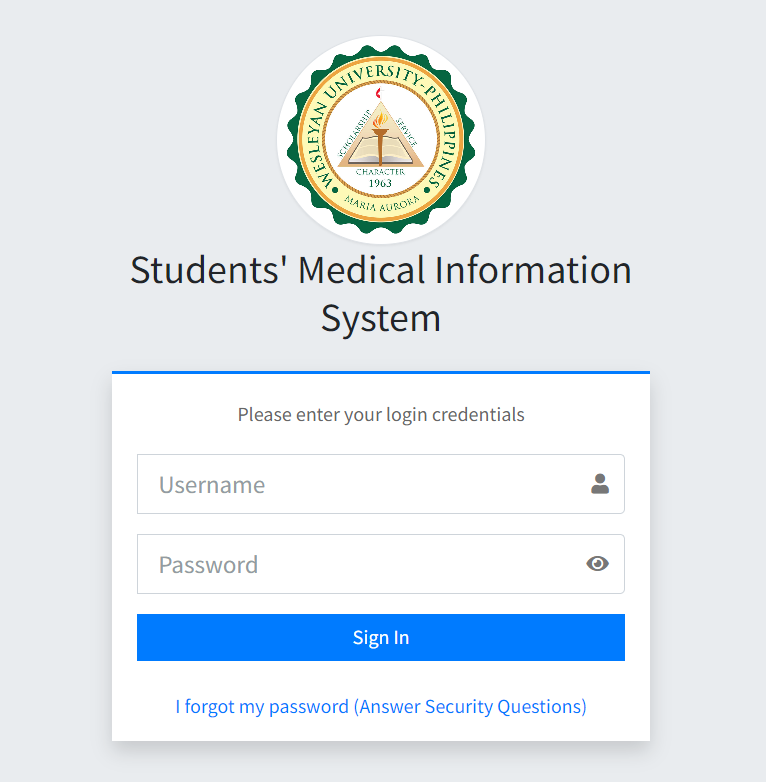 WESLEYAN UNIVERSITY-PHILIPPINES
SCHOLARSHIP
SERVICE
CHARACTER
1963
MARIA AURORA
Students' Medical Information
System
Please enter your login credentials
Username
Password
Sign In
I forgot my password (Answer Security Questions)